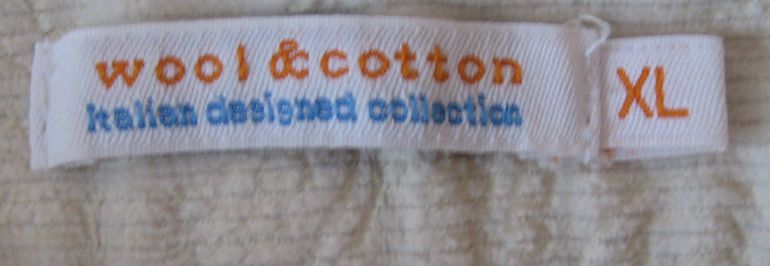 wool & cotton
italian designed collection
XL